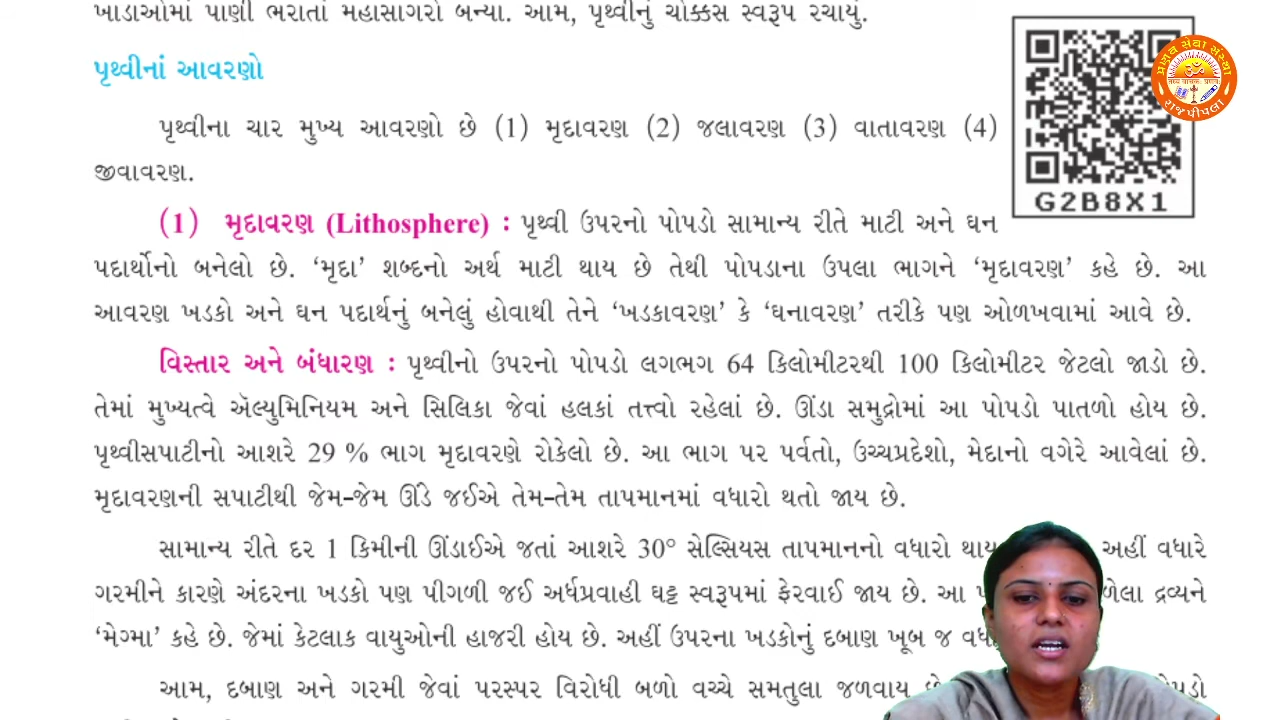 ખાડાઓમાં પાણી ભરાતાં મહાસાગરો બન્યા. આમ, પૃથ્વીનું ચોક્કસ સ્વરૂપ રચાયું.
પૃથ્વીનાં આવરણો
પૃથ્વીના ચાર મુખ્ય આવરણો છે (1) મૃદાવરણ (2) જલાવરણ (3) વાતાવરણ (4)
જીવાવરણ.
G2B8X1
પ્રણવ સેવા સંસ્થા
ૐ
તસ્ય વાચકઃ પ્રણવઃ
રાજપીપલા
(1) મૃદાવરણ (Lithosphere) : પૃથ્વી ઉપરનો પોપડો સામાન્ય રીતે માટી અને ઘન
પદાર્થોનો બનેલો છે. ‘મૃદા’ શબ્દનો અર્થ માટી થાય છે તેથી પોપડાના ઉપલા ભાગને ‘મૃદાવરણ’ કહે છે. આ
આવરણ ખડકો અને ઘન પદાર્થનું બનેલું હોવાથી તેને ‘ખડકાવરણ’ કે ‘ઘનાવરણ’ તરીકે પણ ઓળખવામાં આવે છે.
વિસ્તાર અને બંધારણ : પૃથ્વીનો ઉપરનો પોપડો લગભગ 64 કિલોમીટરથી 100 કિલોમીટર જેટલો જાડો છે.
તેમાં મુખ્યત્વે ઍલ્યુમિનિયમ અને સિલિકા જેવાં હલકાં તત્ત્વો રહેલાં છે. ઊંડા સમુદ્રોમાં આ પોપડો પાતળો હોય છે.
પૃથ્વીસપાટીનો આશરે 29 % ભાગ મૃદાવરણે રોકેલો છે. આ ભાગ પર પર્વતો, ઉચ્ચપ્રદેશો, મેદાનો વગેરે આવેલાં છે.
મૃદાવરણની સપાટીથી જેમ-જેમ ઊંડે જઈએ તેમ-તેમ તાપમાનમાં વધારો થતો જાય છે.
સામાન્ય રીતે દર 1 કિમીની ઊંડાઈએ જતાં આશરે 30° સેલ્સિયસ તાપમાનનો વધારો થાય અહીં વધારે
ગરમીને કારણે અંદરના ખડકો પણ પીગળી જઈ અર્ધપ્રવાહી ઘટ્ટ સ્વરૂપમાં ફેરવાઈ જાય છે. આ દ્રવ્યને
‘મેગ્મા’ કહે છે. જેમાં કેટલાક વાયુઓની હાજરી હોય છે. અહીં ઉપરના ખડકોનું દબાણ ખૂબ જ
આમ, દબાણ અને ગરમી જેવાં પરસ્પર વિરોધી બળો વચ્ચે સમતુલા જળવાય પોપડો